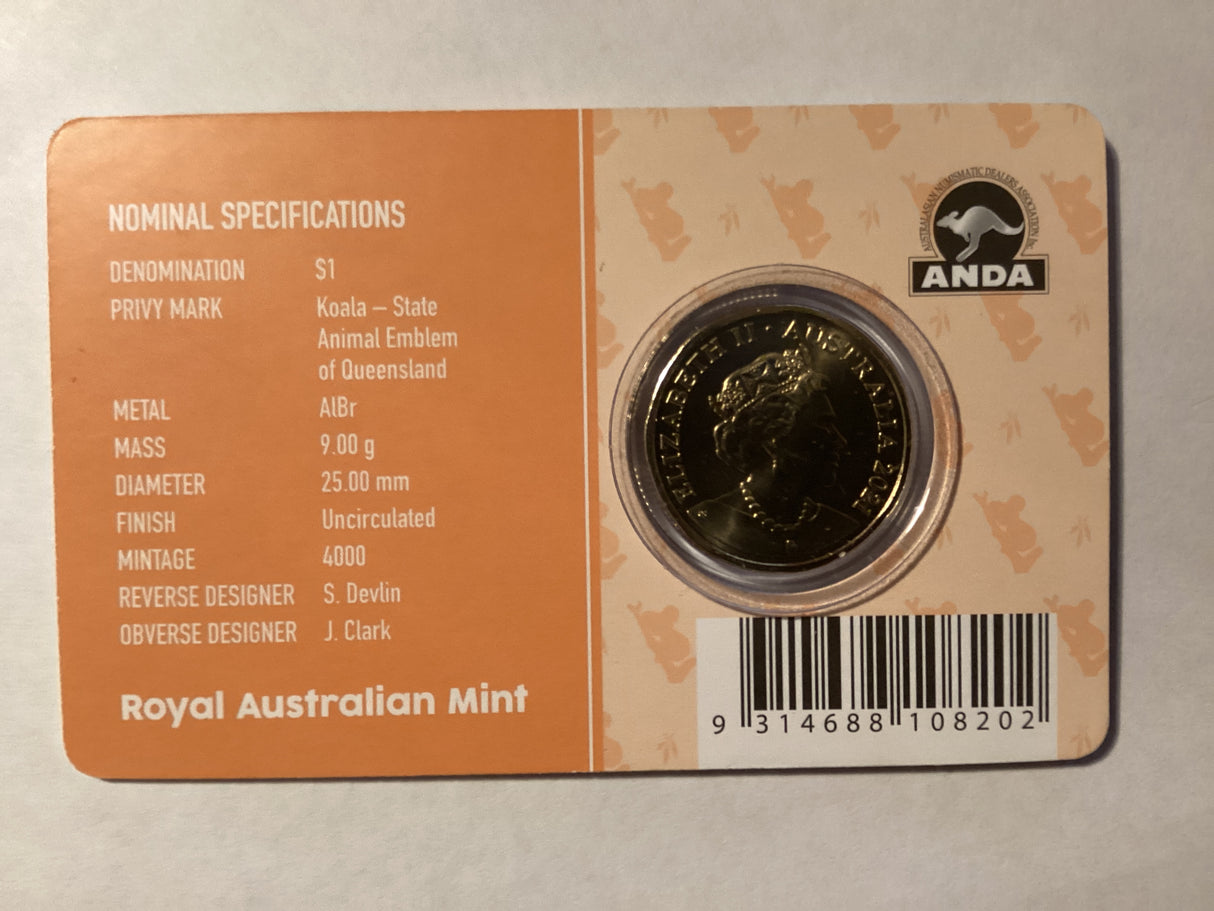 NOMINAL SPECIFICATIONS
DENOMINATION $1
PRIVY MARK Koala – State
Animal Emblem
of Queensland
METAL AlBr
MASS 9.00 g
DIAMETER 25.00 mm
FINISH Uncirculated
MINTAGE 4000
REVERSE DESIGNER S. Devlin
OBVERSE DESIGNER J. Clark
Royal Australian Mint
AUSTRALASIAN NUMISMATIC DEALERS ASSOCIATION Inc
ANDA
ELIZABETH II · AUSTRALIA 2021
9 314688 108202